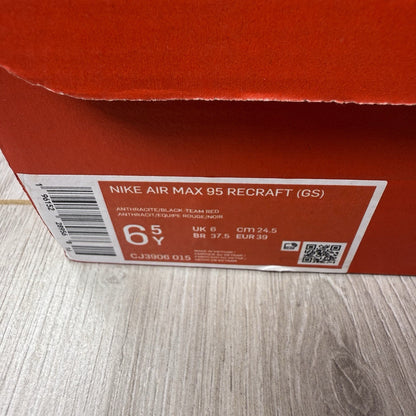 NIKE AIR MAX 95 RECRAFT (GS)
ANTHRACITE/BLACK-TEAM RED
ANTHRACIT/EQUIPE ROUGE/NOIR
6.5Y
UK 6 CM 24.5
BR 37.5 EUR 39
CJ3906 015